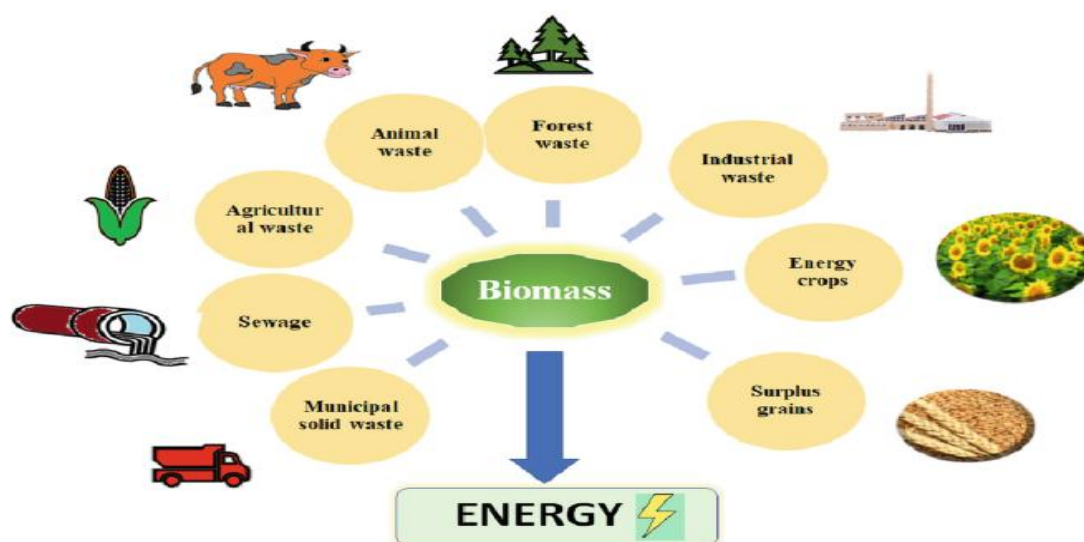 Animal
waste
Forest
waste
Industrial
waste
Agricultur
al waste
Energy
crops
Biomass
Sewage
Surplus
grains
Municipal
solid waste
ENERGY